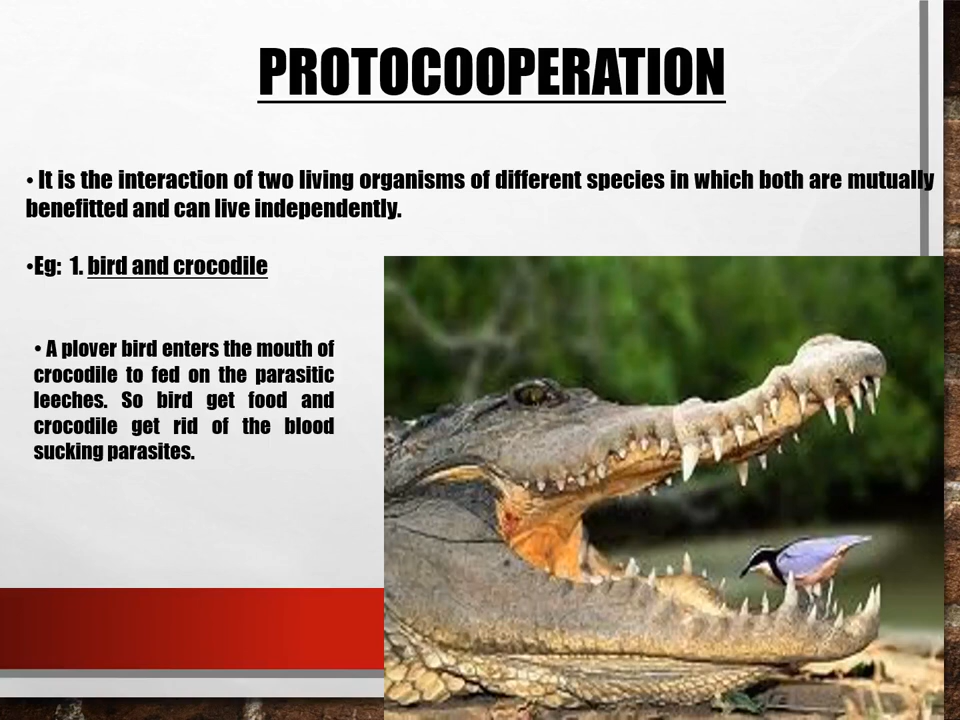 PROTOCOOPERATION
• It is the interaction of two living organisms of different species in which both are mutually
benefitted and can live independently.
•Eg: 1. bird and crocodile
• A plover bird enters the mouth of
crocodile to fed on the parasitic
leeches. So bird get food and
crocodile get rid of the blood
sucking parasites.